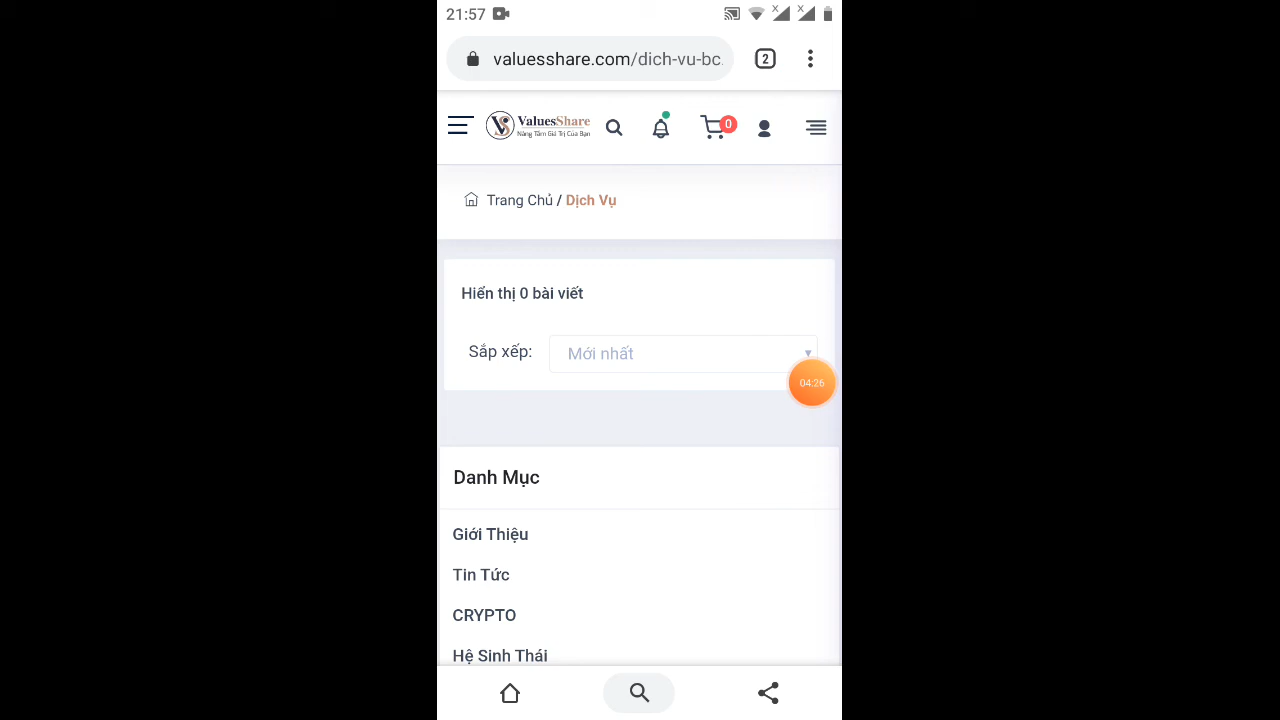 21:57
valuesshare.com/dich-vu-bc.
2
VS ValuesShare
Nâng Tầm Giá Trị Của Bạn
0
Trang Chủ / Dịch Vụ
Hiển thị 0 bài viết
Sắp xếp: Mới nhất
04:26
Danh Mục
Giới Thiệu
Tin Tức
CRYPTO
Hệ Sinh Thái